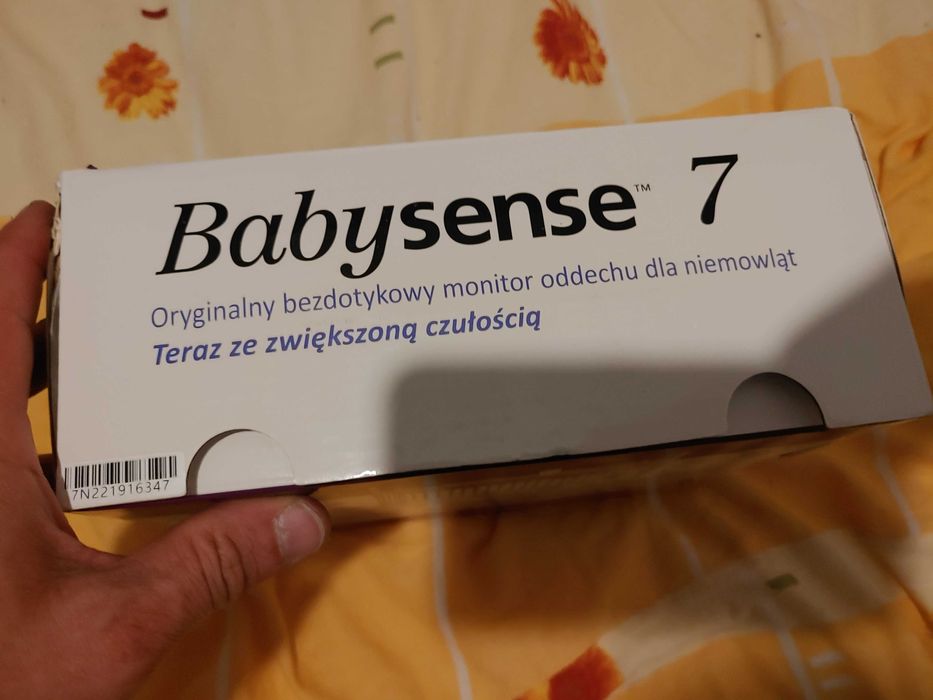 Babysense™ 7
Oryginalny bezdotykowy monitor oddechu dla niemowląt
Teraz ze zwiększoną czułością
7N221916347